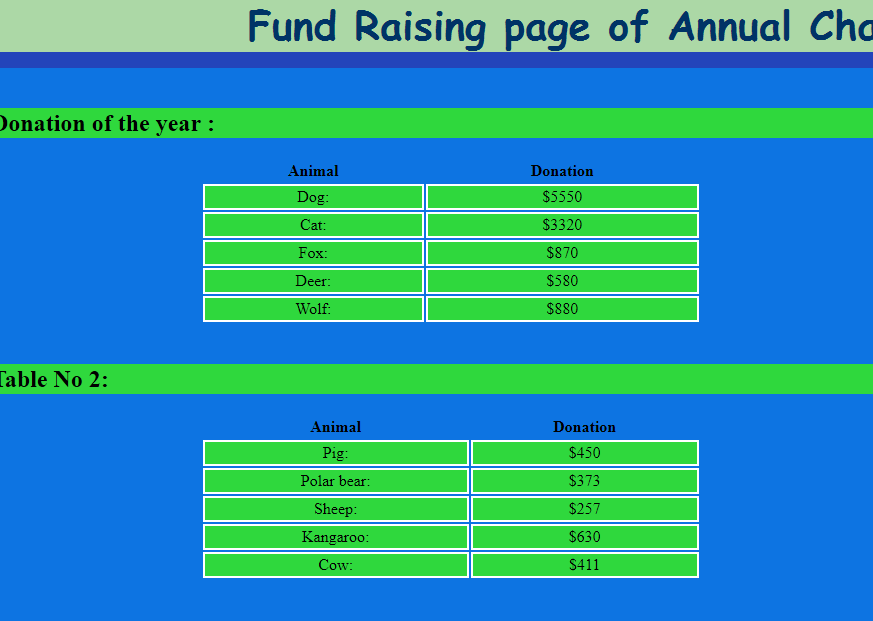 Fund Raising page of Annual
Donation of the year :
Animal Donation
Dog: $5550
Cat: $3320
Fox: $870
Deer: $580
Wolf: $880
Table No 2:
Animal Donation
Pig: $450
Polar bear: $373
Sheep: $257
Kangaroo: $630
Cow: $411